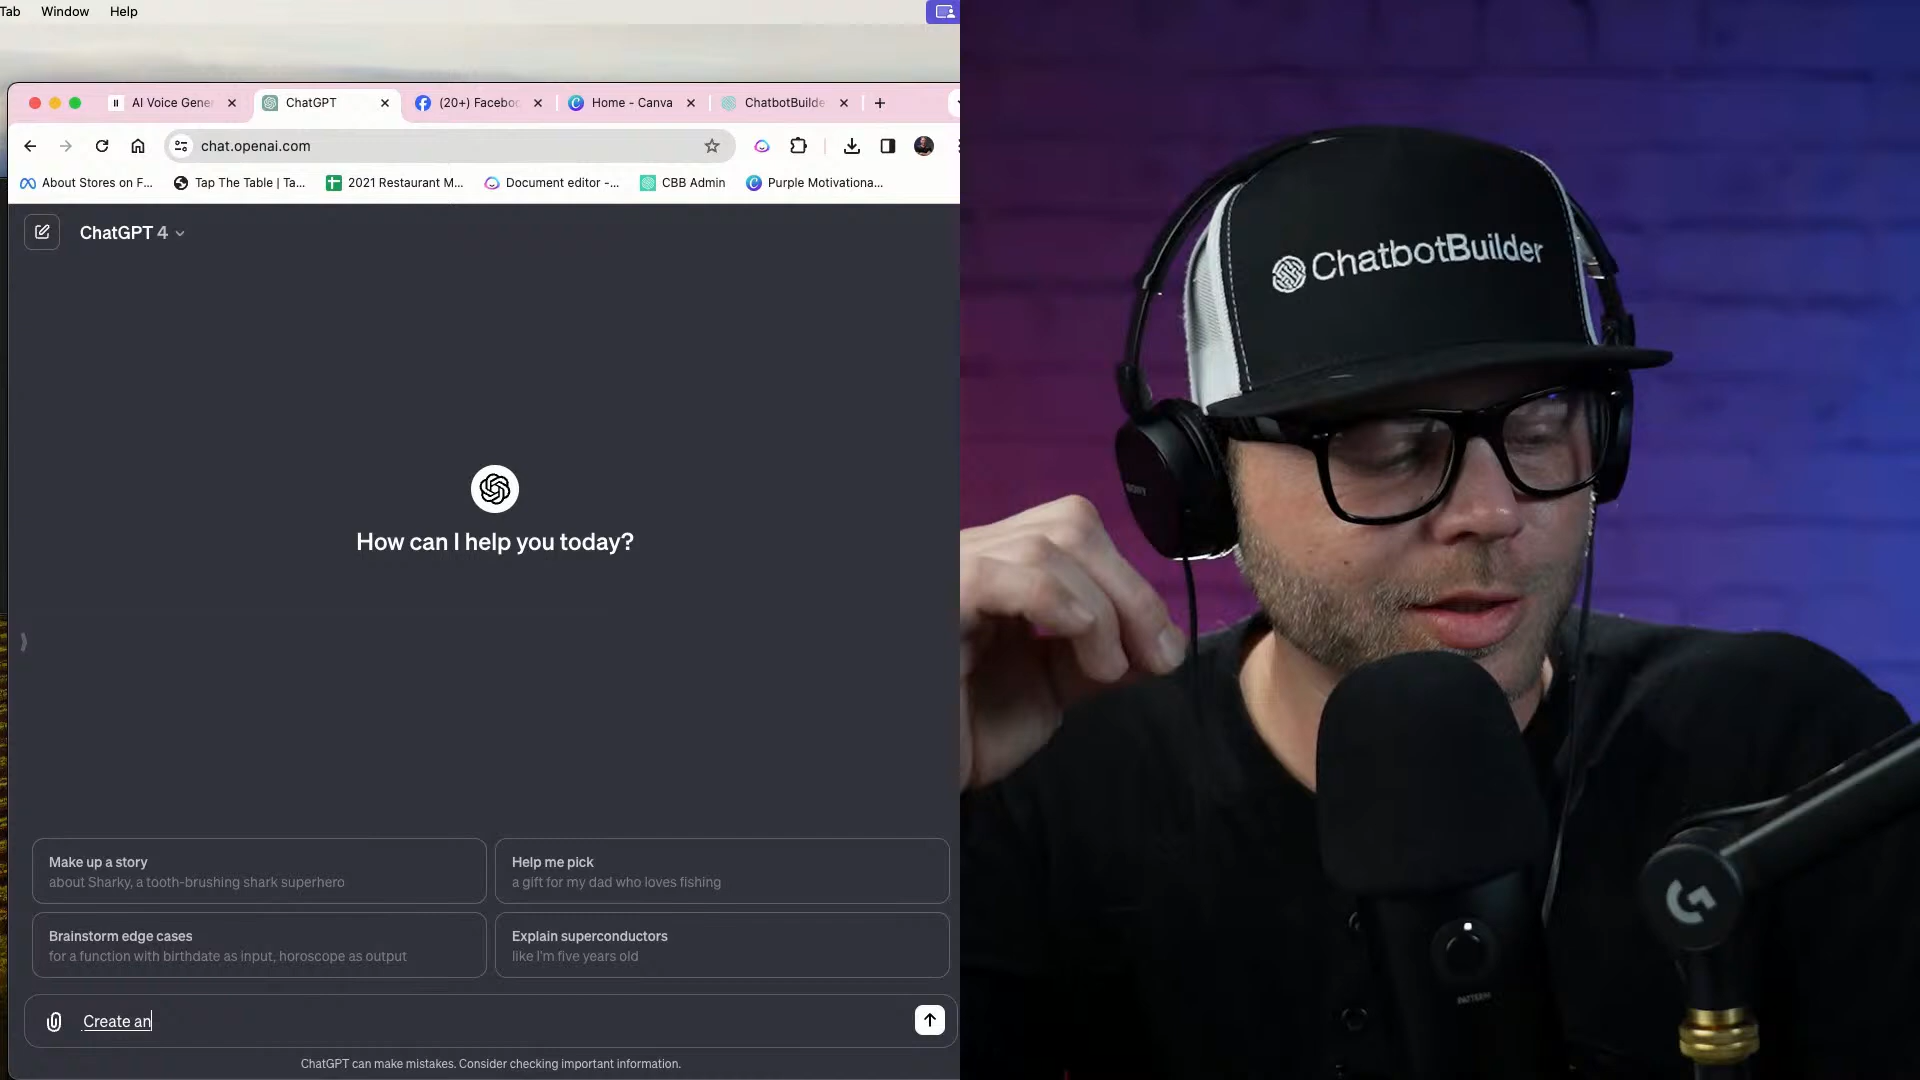 Tab Window Help
AI Voice Gene
ChatGPT
(20+) Facebo
Home - Canva
ChatbotBuilde
chat.openai.com
About Stores on F...
Tap The Table | Ta...
2021 Restaurant M...
Document editor -...
CBB Admin
Purple Motivationa...
ChatGPT 4
How can I help you today?
Make up a story
about Sharky, a tooth-brushing shark superhero
Help me pick
a gift for my dad who loves fishing
Brainstorm edge cases
for a function with birthdate as input, horoscope as output
Explain superconductors
like I'm five years old
Create an
ChatGPT can make mistakes. Consider checking important information.
ChatbotBuilder
SONY
PATTERN